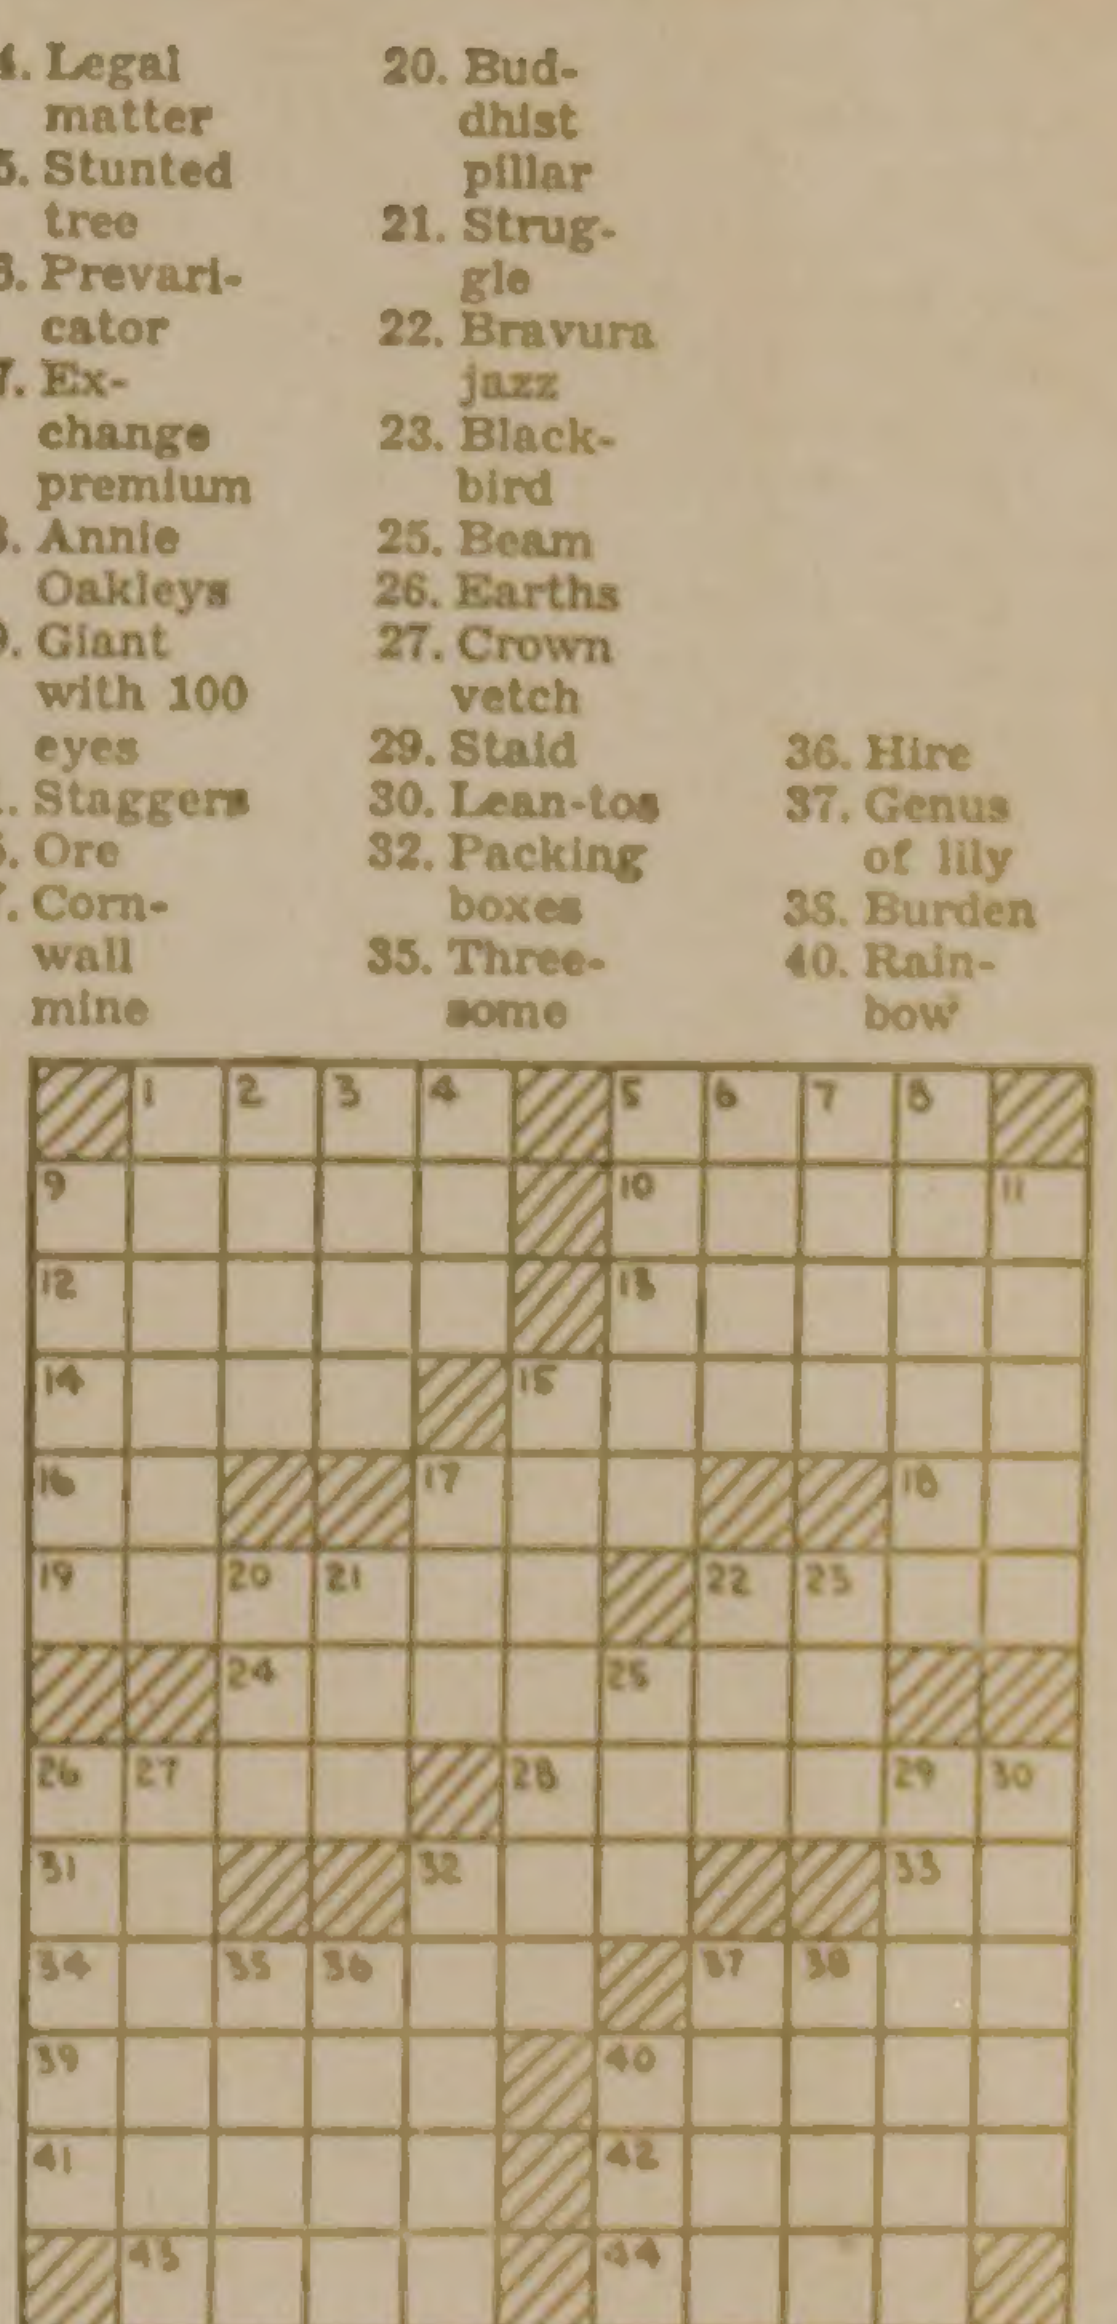 4. Legal
matter
5. Stunted
tree
6. Prevari-
cator
7. Ex-
change
premium
8. Annie
Oakleys
9. Giant
with 100
eyes
. Staggers
5. Ore
7. Corn-
wall
mine
20. Bud-
dhist
pillar
21. Strug-
gle
22. Bravura
jazz
23. Black-
bird
25. Beam
26. Earths
27. Crown
vetch
29. Staid
30. Lean-tos
32. Packing
boxes
35. Three-
some
36. Hire
37. Genus
of lily
38. Burden
40. Rain-
bow
1 2 3 4 5 6 7 8
9 10 11
12 13
14 15
16 17 18
19 20 21 22 23
24 25
26 27 28 29 30
31 32 33
34 35 36 37 38
39 40
41 42
43 44